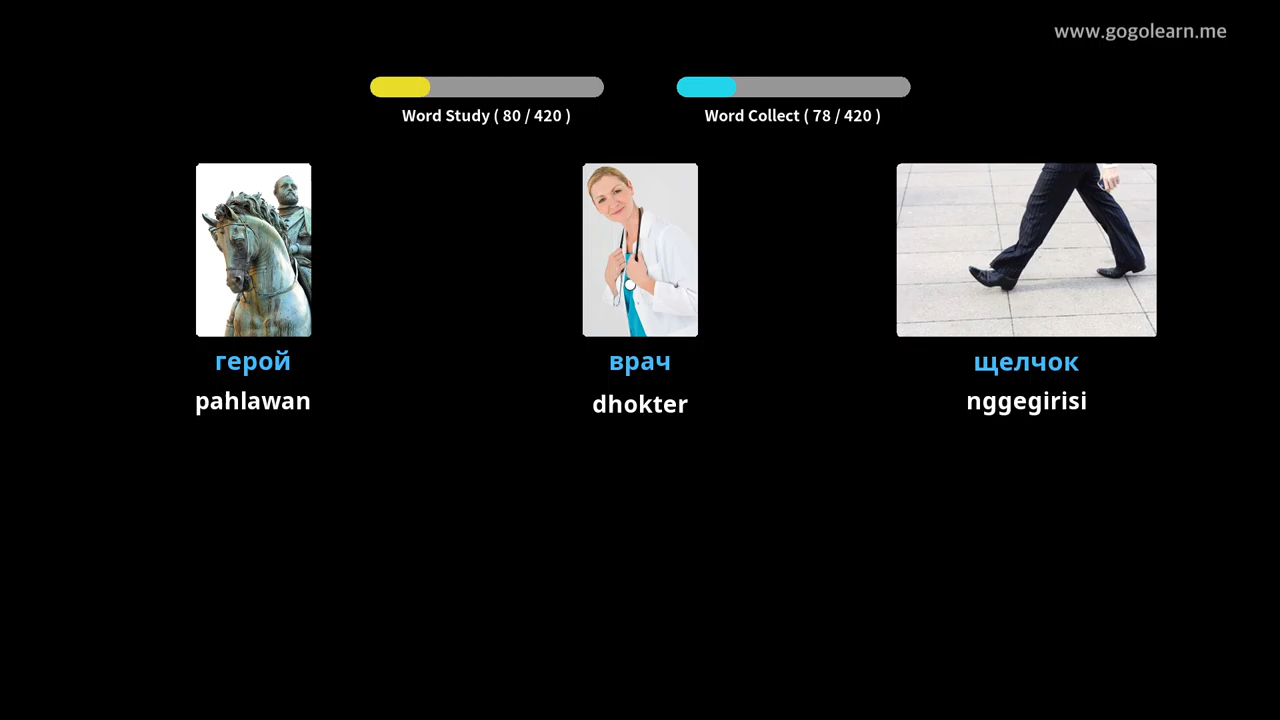 www.gogolearn.me
Word Study ( 80 / 420 )
Word Collect ( 78 / 420 )
герой
врач
щелчок
pahlawan
dhokter
nggegirisi